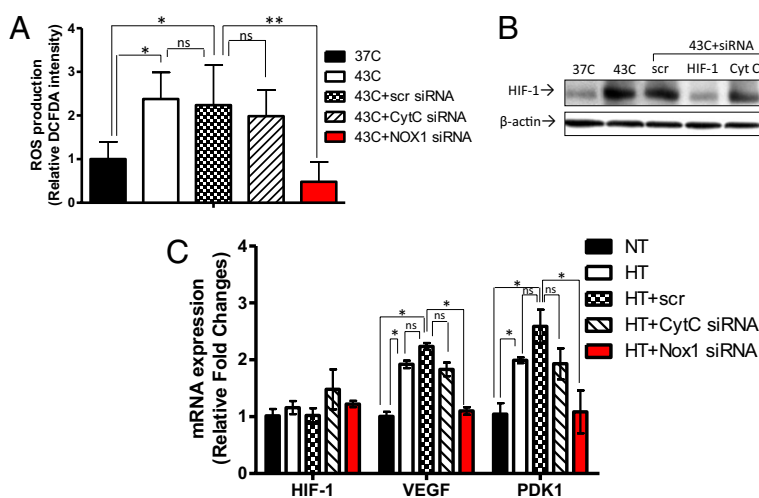 A
ROS production
(Relative DCFDA intensity)
4
3
2
1
0
*
**
*
ns
ns
37C
43C
43C+scr siRNA
43C+CytC siRNA
43C+NOX1 siRNA
B
43C+siRNA
37C 43C scr HIF-1 Cyt C
HIF-1→
β-actin→
C
mRNA expression
(Relative Fold Changes)
4
3
2
1
0
* ns * * ns
* ns * * ns
HIF-1 VEGF PDK1
NT
HT
HT+scr
HT+CytC siRNA
HT+Nox1 siRNA